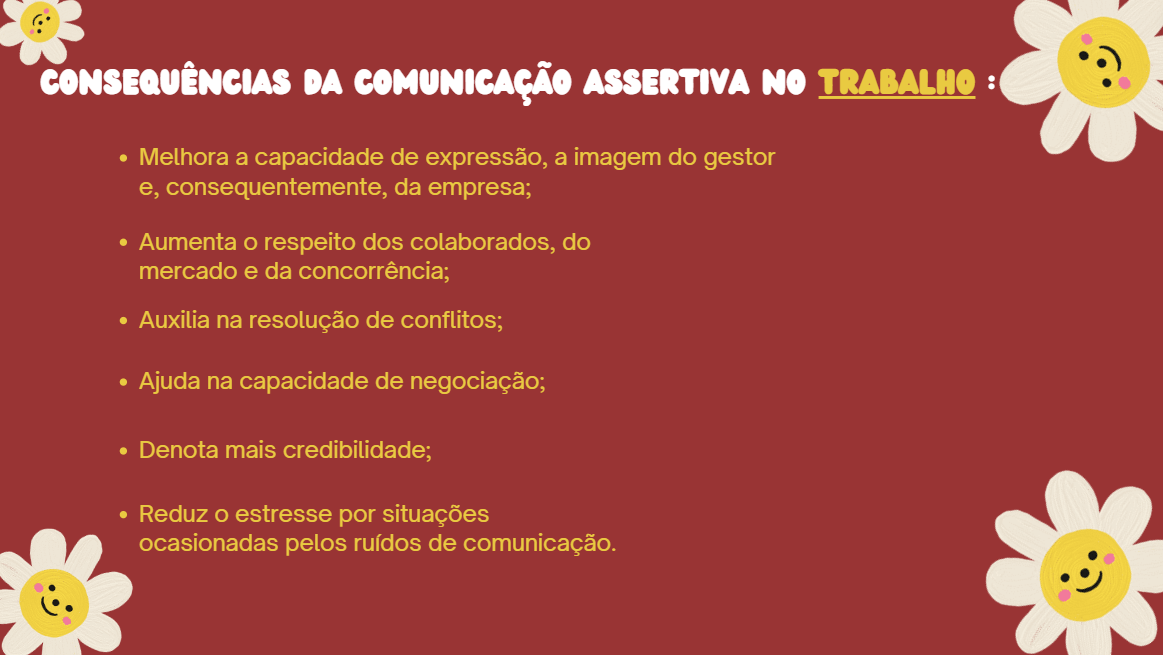 CONSEQUÊNCIAS DA COMUNICAÇÃO ASSERTIVA NO TRABALHO :
• Melhora a capacidade de expressão, a imagem do gestor
e, consequentemente, da empresa;
• Aumenta o respeito dos colaborados, do
mercado e da concorrência;
• Auxilia na resolução de conflitos;
• Ajuda na capacidade de negociação;
• Denota mais credibilidade;
• Reduz o estresse por situações
ocasionadas pelos ruídos de comunicação.